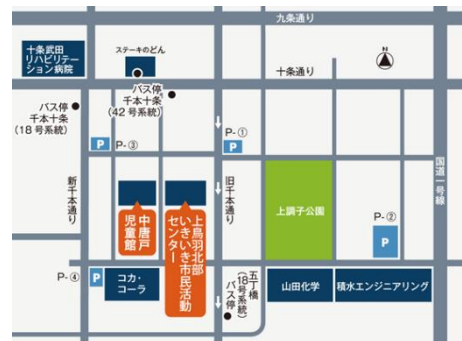 九条通り
十条武田
リハビリテー
ション病院
ステーキのどん
十条通り
N
バス停
千本十条
(18号系統)
バス停
千本十条
(42号系統)
P-①
P
P-③
P
新千本通り
旧千本通り
国道一号線
中唐戸
児童館
上鳥羽北部
いきいき市民活動
センター
上調子公園
P-②
P
P-④
P
コカ・
コーラ
五丁橋
(18号系統)
バス停
山田化学
積水エンジニアリング